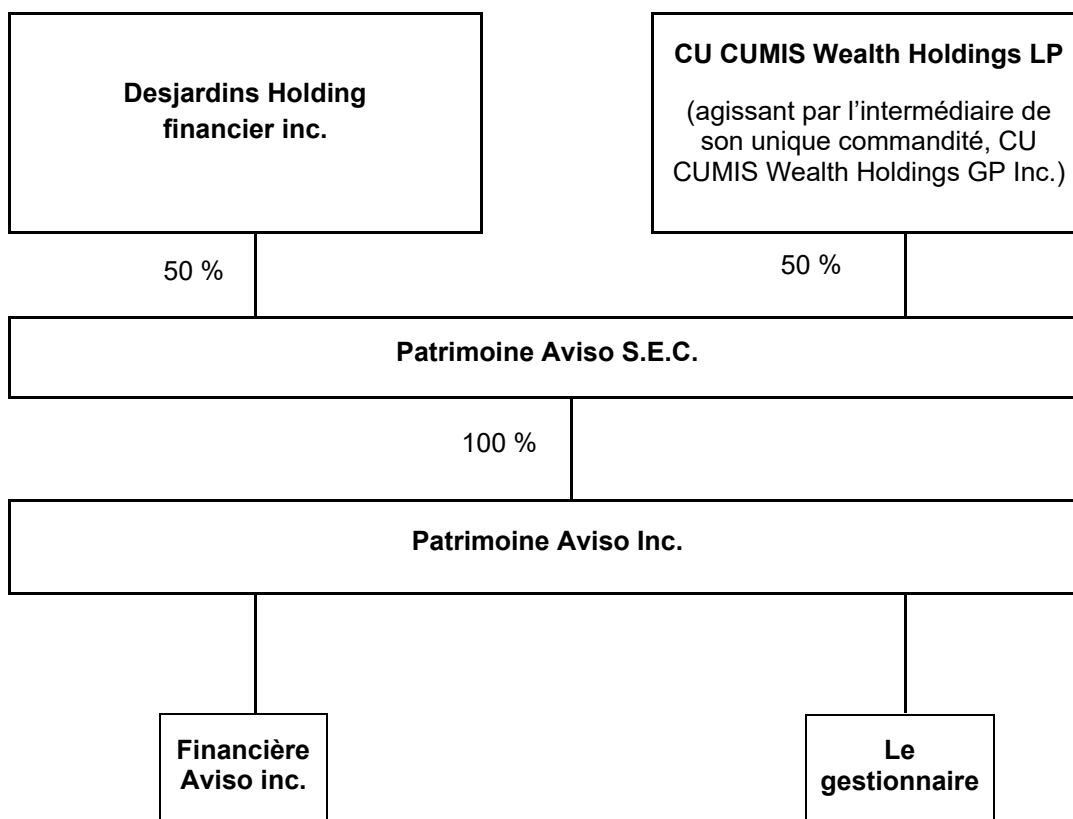 Desjardins Holding
financier inc.
CU CUMIS Wealth Holdings LP
(agissant par l’intermédiaire de
son unique commandité, CU
CUMIS Wealth Holdings GP Inc.)
50 %
50 %
Patrimoine Aviso S.E.C.
100 %
Patrimoine Aviso Inc.
Financière
Aviso inc.
Le
gestionnaire